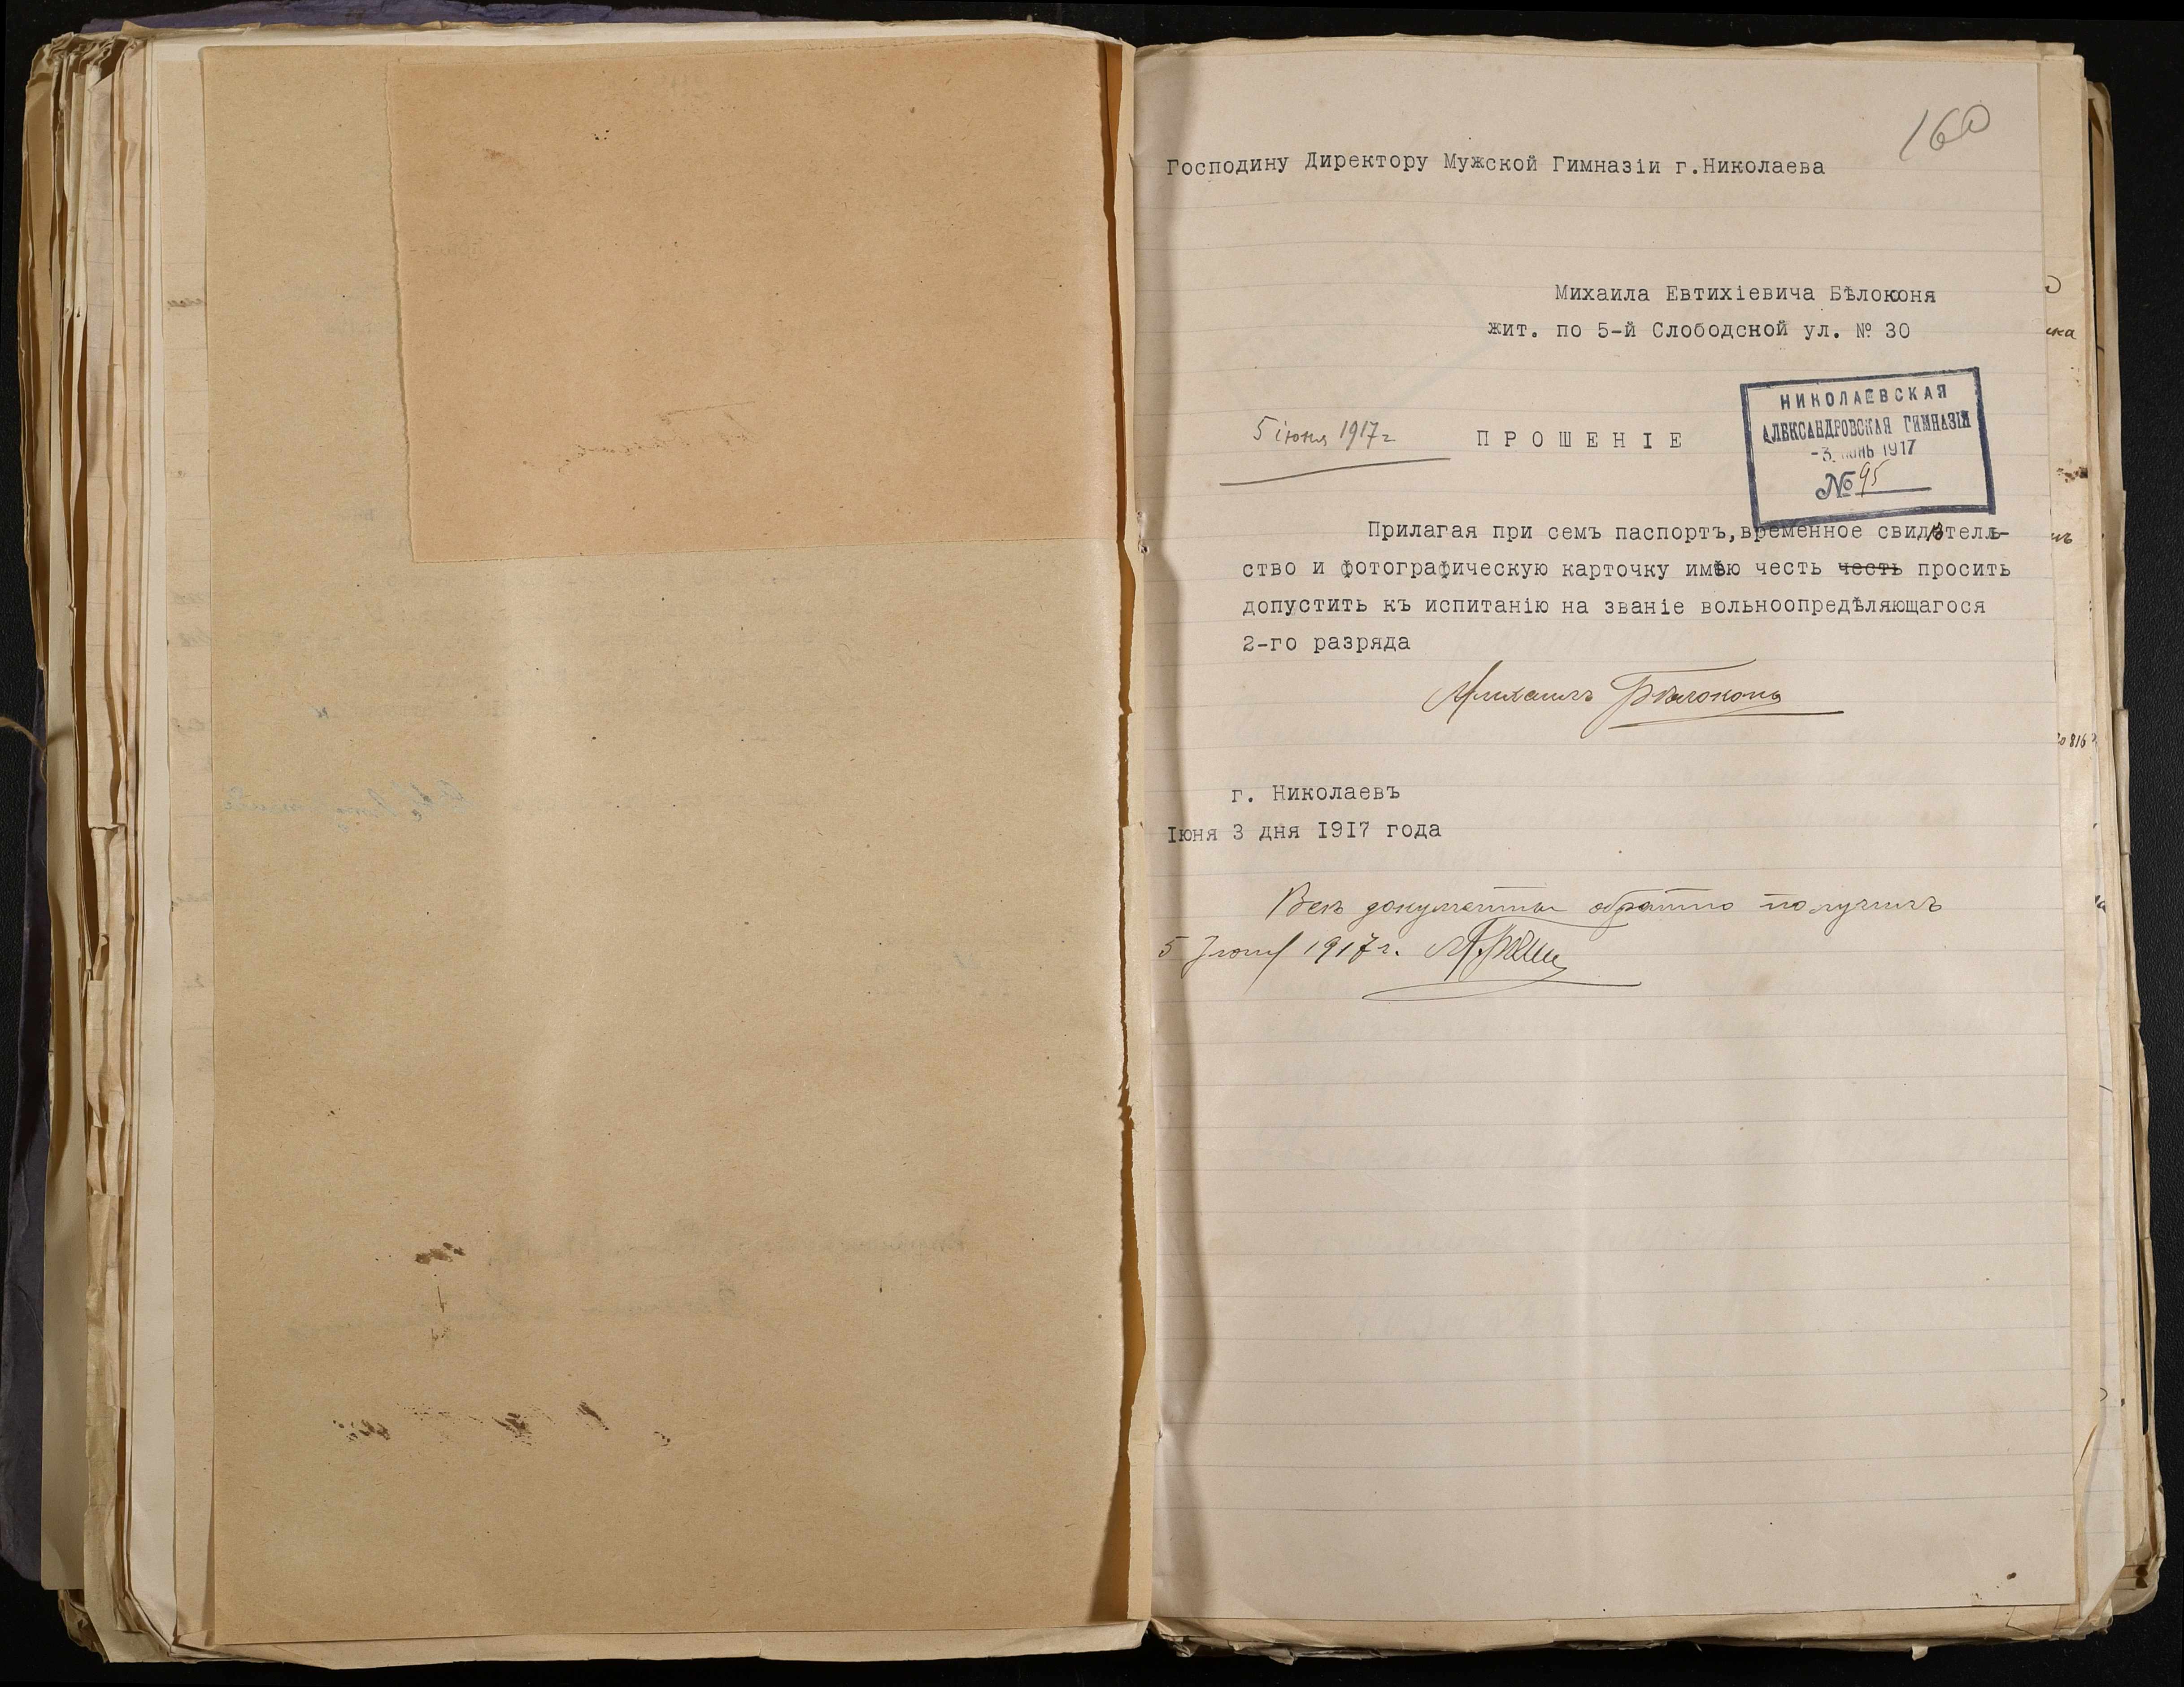 160
Господину Директору Мужской Гимназіи г.Николаева
Михаила Евтихіевича Бѣлоконя
жит. по 5-й Слободской ул. № 30
НИКОЛАЕВСКАЯ
АЛЕКСАНДРОВСКАЯ ГИМНАЗІЯ
-3. ІЮНЬ 1917
№ 95
5 іюня 1917 г
ПРОШЕНІЕ
Прилагая при семъ паспортъ,временное свидѣтель-
ство и фотографическую карточку имѣю честь честь просить
допустить къ испитанію на званіе вольноопредѣляющагося
2-го разряда
Михаилъ Бѣлоконь
г. Николаевъ
Іюня 3 дня 1917 года
Всѣ документы обратно получилъ
5 Іюня 1917 г.